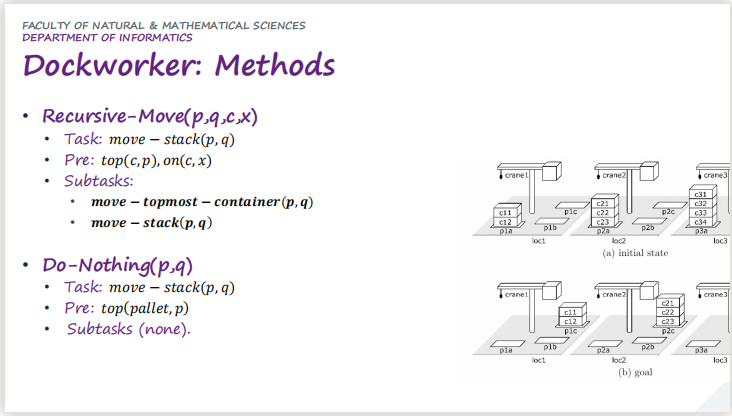 FACULTY OF NATURAL & MATHEMATICAL SCIENCES
DEPARTMENT OF INFORMATICS
Dockworker: Methods
• Recursive-Move(p,q,c,x)
• Task: move − stack(p, q)
• Pre: top(c, p), on(c, x)
• Subtasks:
• move − topmost − container(p, q)
• move − stack(p, q)
• Do-Nothing(p,q)
• Task: move − stack(p, q)
• Pre: top(pallet, p)
• Subtasks (none).
crane1 crane2 crane3
c31
c21 c32
c11 p1c c22 p2c c33
c12 c23 c34
p1a p1b p2a p2b p3a
loc1 loc2 loc3
(a) initial state
crane1 crane2 crane3
c21
c11 c22
c12 c23
p1c p2c
p1a p1b p2a p2b p3a
loc1 loc2 loc3
(b) goal